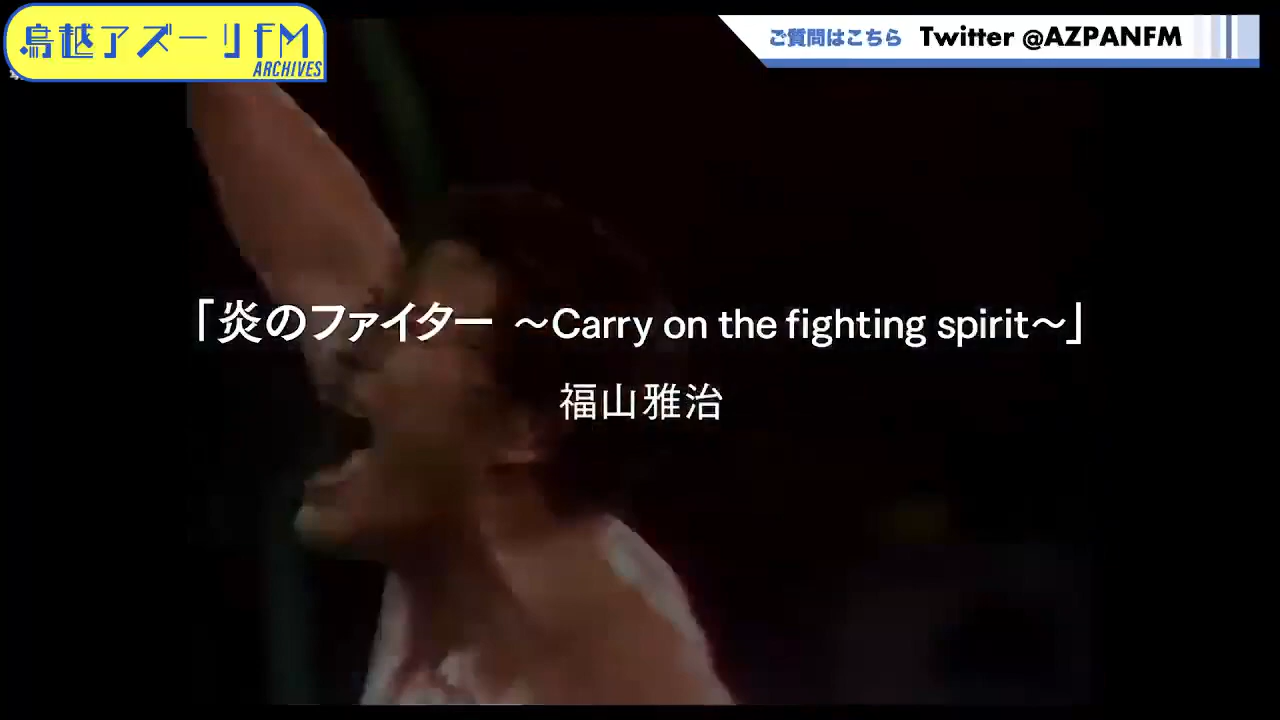 鳥越アズーリFM
ARCHIVES
ご質問はこちら Twitter @AZPANFM
「炎のファイター ～Carry on the fighting spirit～」
福山雅治